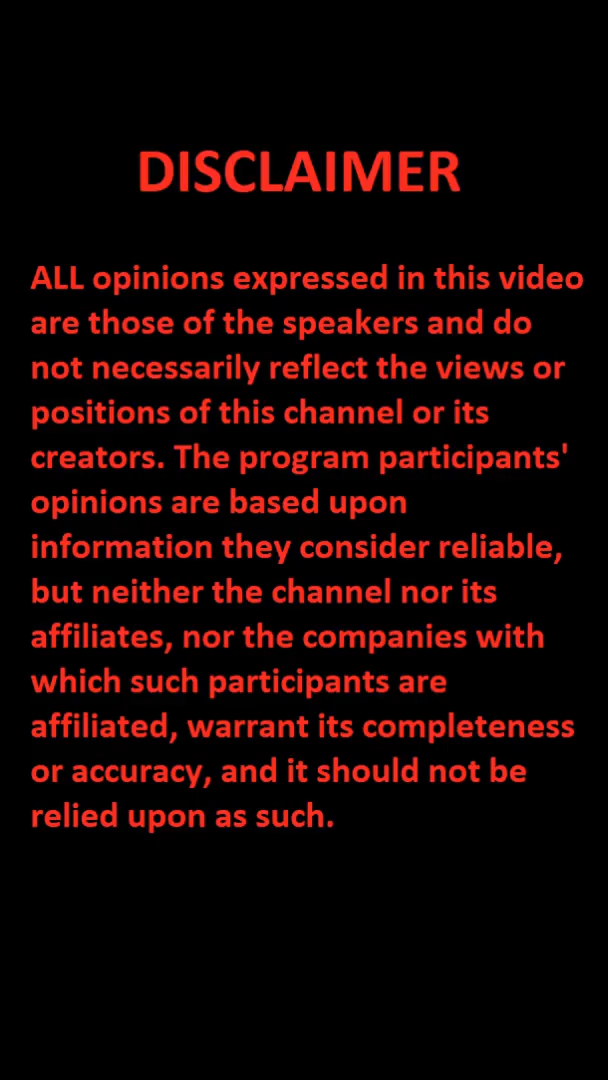 DISCLAIMER
ALL opinions expressed in this video
are those of the speakers and do
not necessarily reflect the views or
positions of this channel or its
creators. The program participants'
opinions are based upon
information they consider reliable,
but neither the channel nor its
affiliates, nor the companies with
which such participants are
affiliated, warrant its completeness
or accuracy, and it should not be
relied upon as such.